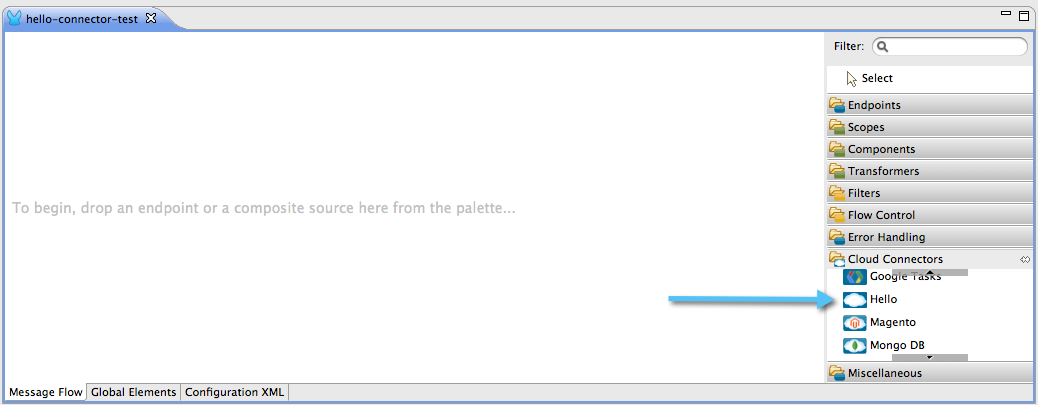 hello-connector-test
Filter:
Select
Endpoints
Scopes
Components
Transformers
To begin, drop an endpoint or a composite source here from the palette...
Filters
Flow Control
Error Handling
Cloud Connectors
Google Tasks
Hello
Magento
Mongo DB
Miscellaneous
Message Flow Global Elements Configuration XML